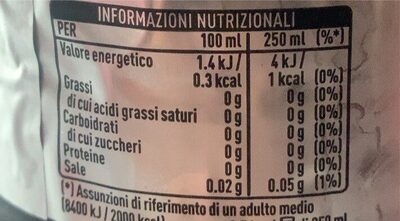 INFORMAZIONI NUTRIZIONALI
PER 100 ml 250 ml (%*)
Valore energetico 1.4 kJ / 4 kJ /
0.3 kcal 1 kcal (0%)
Grassi 0 g 0 g (0%)
di cui acidi grassi saturi 0 g 0 g (0%)
Carboidrati 0 g 0 g (0%)
di cui zuccheri 0 g 0 g (0%)
Proteine 0 g 0 g (0%)
Sale 0.02 g 0.05 g (1%)
(*) Assunzioni di riferimento di un adulto medio
(8400 kJ / 2000 kcal) di 250 ml